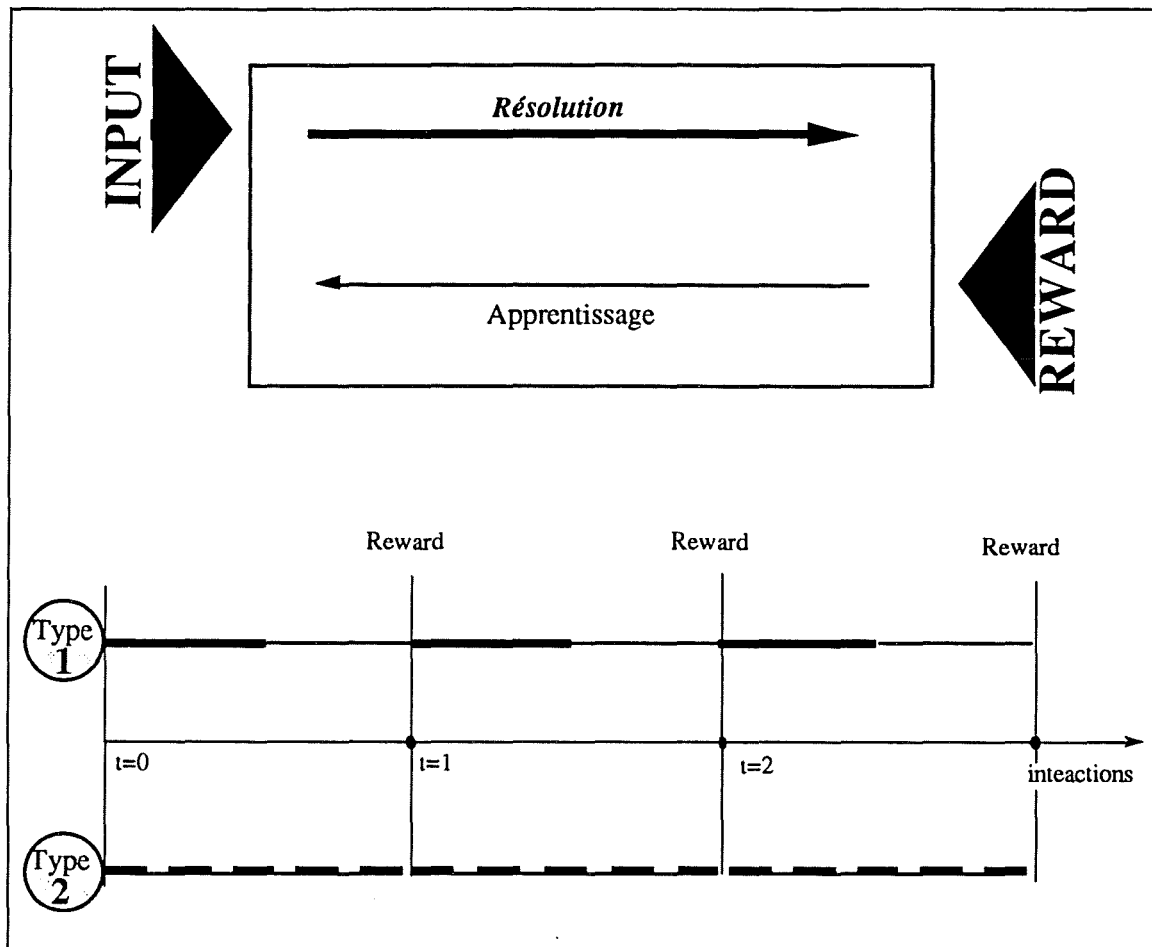 INPUT
Résolution
REWARD
Apprentissage
Reward
Reward
Reward
Type
1
t=0
t=1
t=2
inteactions
Type
2